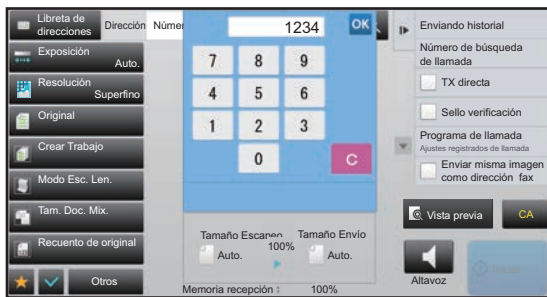 Libreta de
direcciones
Dirección
Númer
1234
OK
Enviando historial
Exposición
Auto.
Número de búsqueda
de llamada
7 8 9
TX directa
Resolución
Superfino
4 5 6
Sello verificación
Original
1 2 3
Programa de llamada
Ajustes registrados de llamada
Crear Trabajo
0 C
Enviar misma imagen
como dirección fax
Modo Esc. Len.
Tam. Doc. Mix.
Vista previa
CA
Tamaño Escaneo
Tamaño Envío
100%
Auto.
Auto.
Recuento de original
Otros
Altavoz
Iniciar
Memoria recepción : 100%